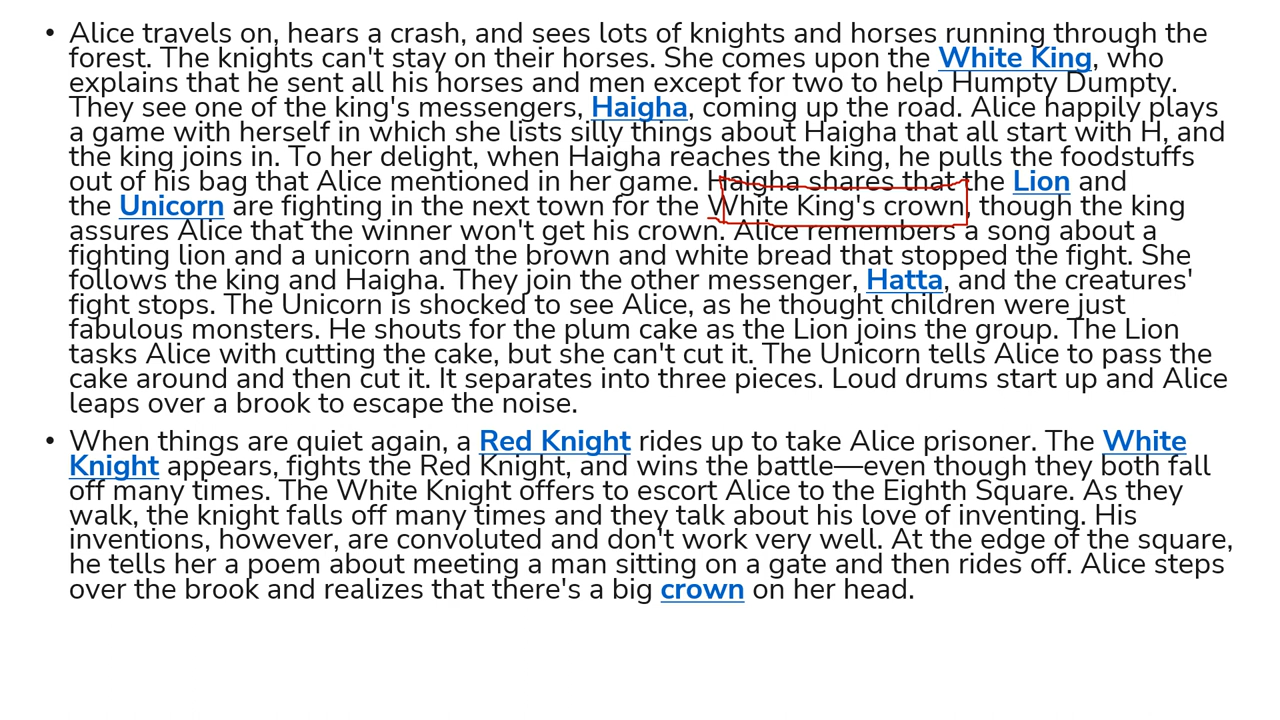 • Alice travels on, hears a crash, and sees lots of knights and horses running through the
forest. The knights can't stay on their horses. She comes upon the White King, who
explains that he sent all his horses and men except for two to help Humpty Dumpty.
They see one of the king's messengers, Haigha, coming up the road. Alice happily plays
a game with herself in which she lists silly things about Haigha that all start with H, and
the king joins in. To her delight, when Haigha reaches the king, he pulls the foodstuffs
out of his bag that Alice mentioned in her game. Haigha shares that the Lion and
the Unicorn are fighting in the next town for the White King's crown, though the king
assures Alice that the winner won't get his crown. Alice remembers a song about a
fighting lion and a unicorn and the brown and white bread that stopped the fight. She
follows the king and Haigha. They join the other messenger, Hatta, and the creatures'
fight stops. The Unicorn is shocked to see Alice, as he thought children were just
fabulous monsters. He shouts for the plum cake as the Lion joins the group. The Lion
tasks Alice with cutting the cake, but she can't cut it. The Unicorn tells Alice to pass the
cake around and then cut it. It separates into three pieces. Loud drums start up and Alice
leaps over a brook to escape the noise.
• When things are quiet again, a Red Knight rides up to take Alice prisoner. The White
Knight appears, fights the Red Knight, and wins the battle—even though they both fall
off many times. The White Knight offers to escort Alice to the Eighth Square. As they
walk, the knight falls off many times and they talk about his love of inventing. His
inventions, however, are convoluted and don't work very well. At the edge of the square,
he tells her a poem about meeting a man sitting on a gate and then rides off. Alice steps
over the brook and realizes that there's a big crown on her head.